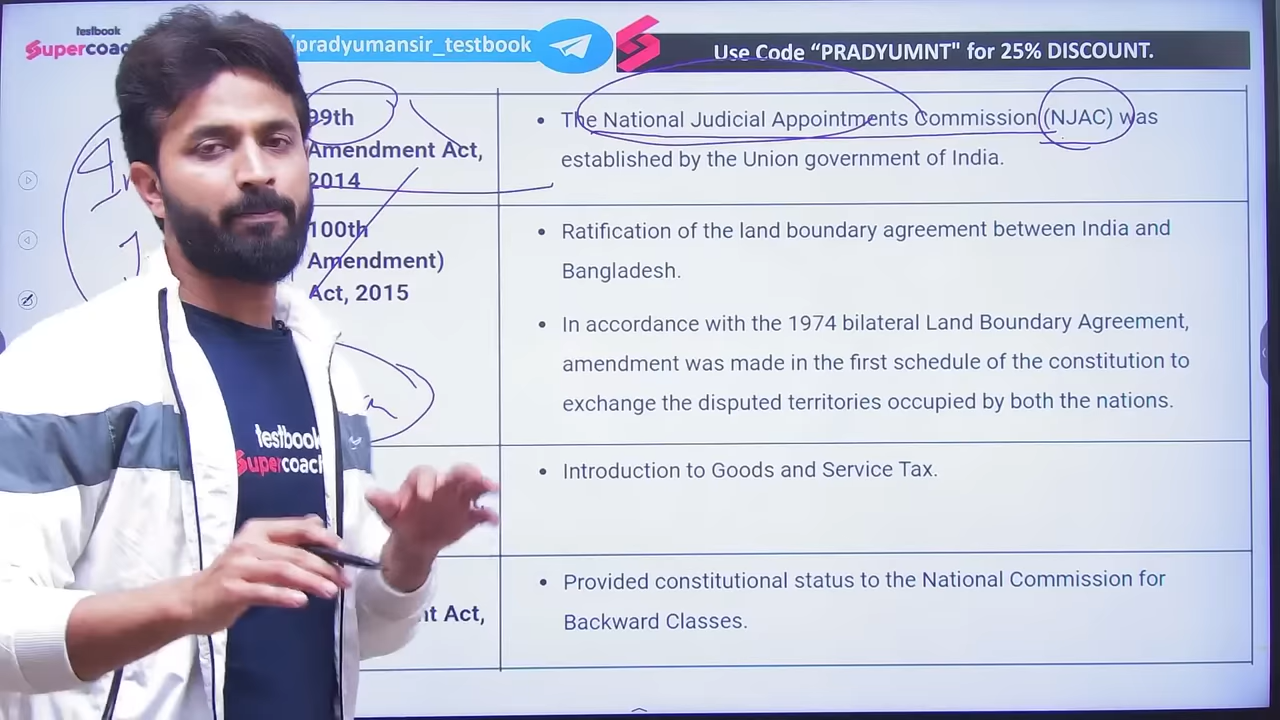 testbook
Supercoach
/pradyumansir_testbook
Use Code “PRADYUMNT" for 25% DISCOUNT.
99th
Amendment Act,
2014
• The National Judicial Appointments Commission (NJAC) was
established by the Union government of India.
100th
Amendment)
Act, 2015
• Ratification of the land boundary agreement between India and
Bangladesh.
• In accordance with the 1974 bilateral Land Boundary Agreement,
amendment was made in the first schedule of the constitution to
exchange the disputed territories occupied by both the nations.
• Introduction to Goods and Service Tax.
Act,
• Provided constitutional status to the National Commission for
Backward Classes.
testbook
Supercoach